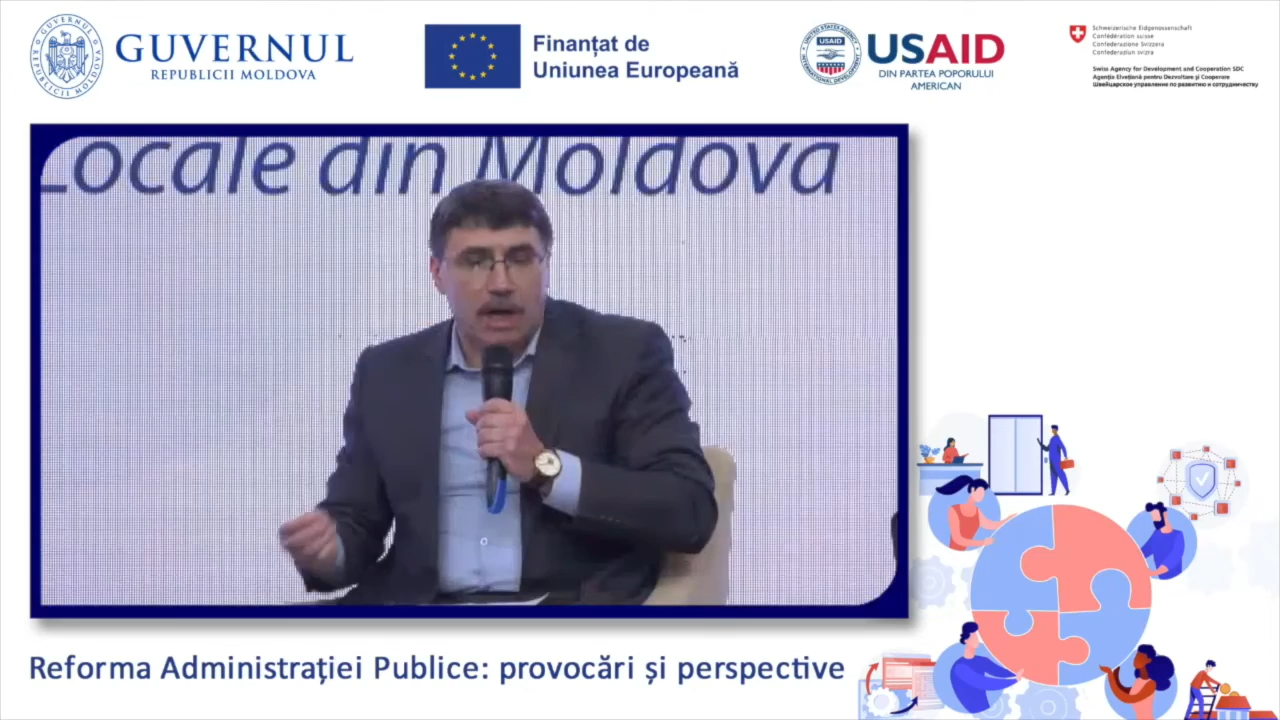 GUVERNUL
REPUBLICII MOLDOVA
Finanțat de
Uniunea Europeană
USAID
USAID
DIN PARTEA POPORULUI
AMERICAN
Schweizerische Eidgenossenschaft
Confédération suisse
Confederazione Svizzera
Confederaziun svizra
Swiss Agency for Development and Cooperation SDC
Agenția Elvețiană pentru Dezvoltare și Cooperare
Швейцарское управление по развитию и сотрудничеству
Locale din Moldova
Reforma Administrației Publice: provocări și perspective